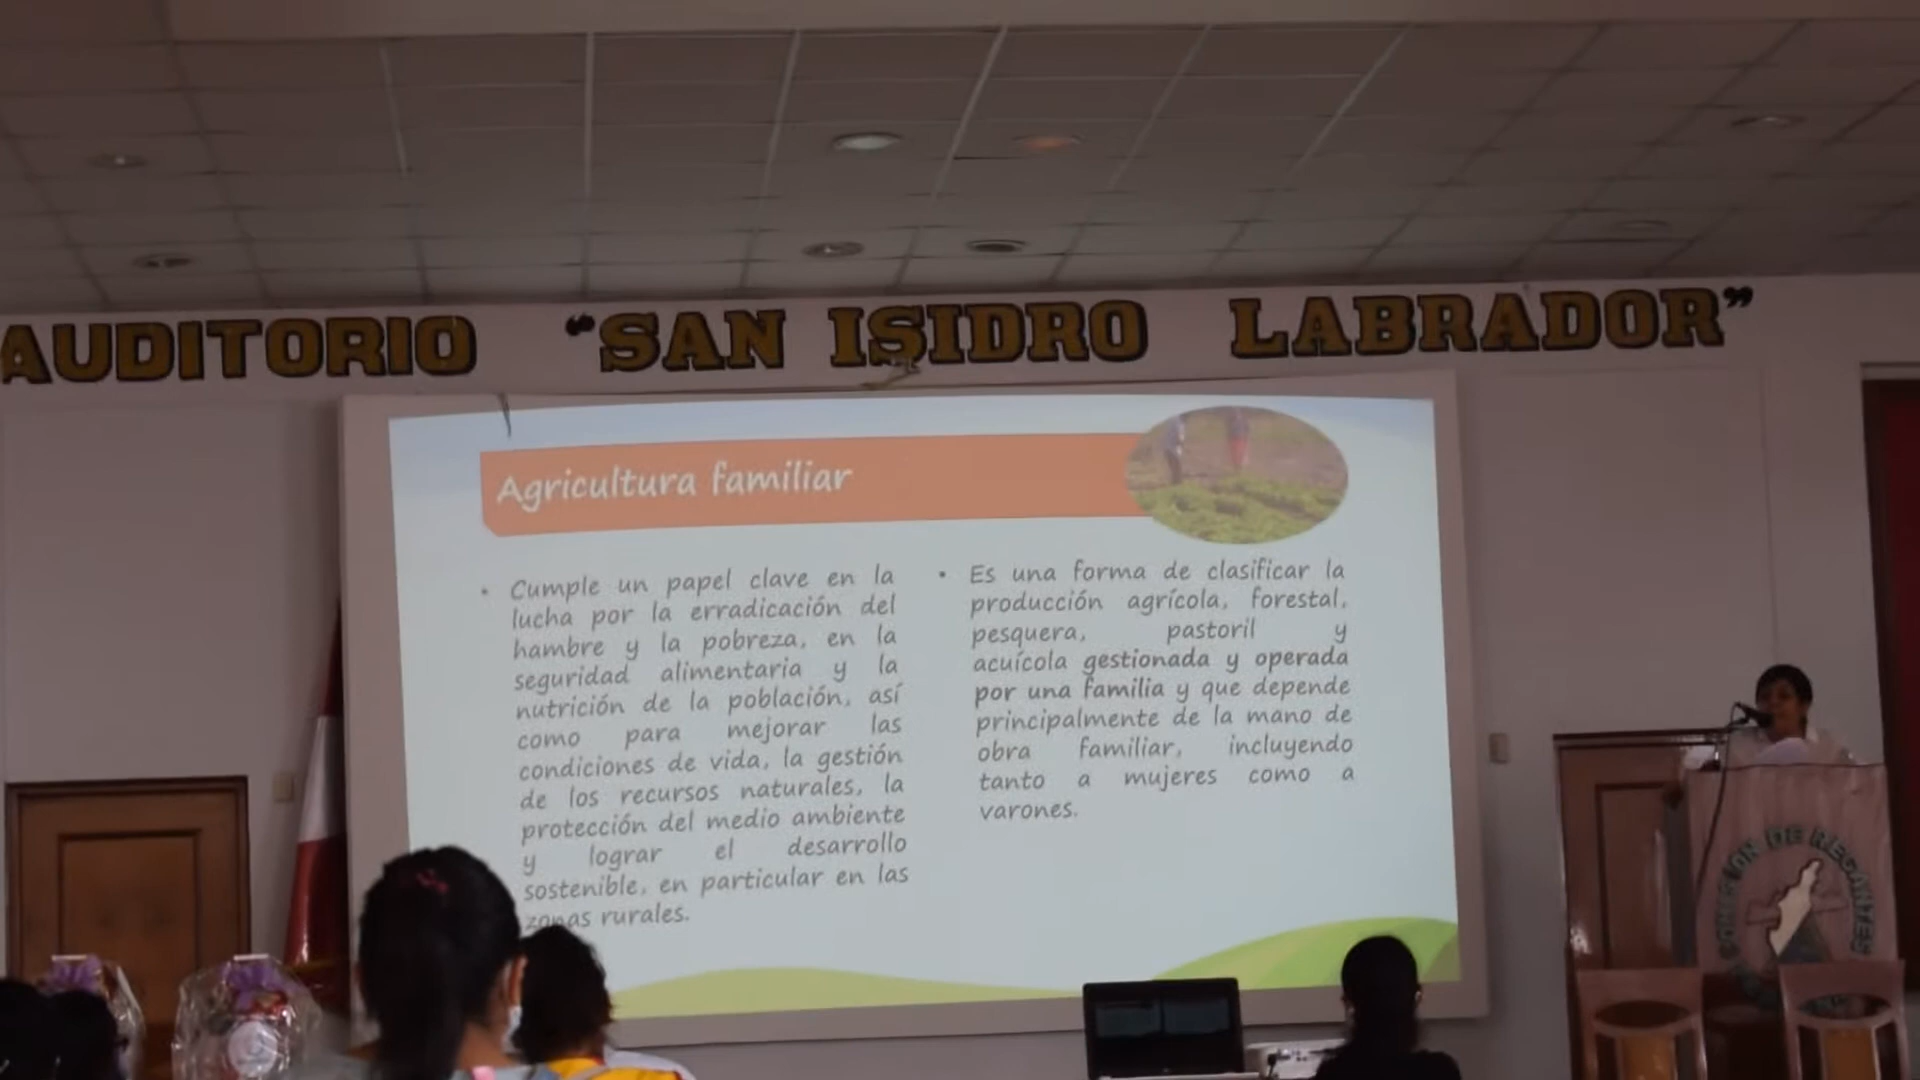 AUDITORIO “SAN ISIDRO LABRADOR”
Agricultura familiar
• Cumple un papel clave en la
lucha por la erradicación del
hambre y la pobreza, en la
seguridad alimentaria y la
nutrición de la población, así
como para mejorar las
condiciones de vida, la gestión
de los recursos naturales, la
protección del medio ambiente
y lograr el desarrollo
sostenible, en particular en las
zonas rurales.
• Es una forma de clasificar la
producción agrícola, forestal,
pesquera, pastoril y
acuícola gestionada y operada
por una familia y que depende
principalmente de la mano de
obra familiar, incluyendo
tanto a mujeres como a
varones.
COMISION DE REGANTES